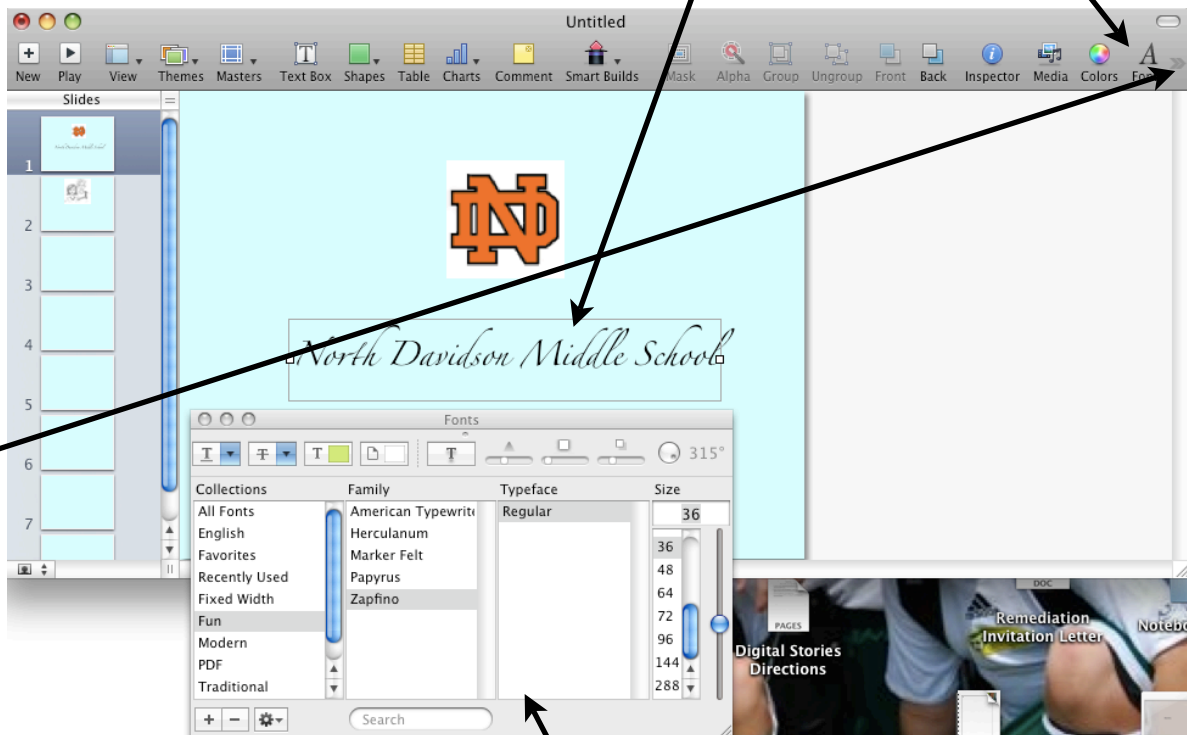 Untitled
New Play View Themes Masters Text Box Shapes Table Charts Comment Smart Builds Mask Alpha Group Ungroup Front Back Inspector Media Colors
A
Slides
1
2
3
4
5
6
7
ND
North Davidson Middle School
Fonts
T T T T 315°
Collections Family Typeface Size
All Fonts American Typewrite Regular 36
English Herculanum
Favorites Marker Felt 36
Recently Used Papyrus 48
Fixed Width Zapfino 64
Fun 72
Modern 96
PDF 144
Traditional 288
Search
DOC
PAGES
Remediation
Invitation Letter
Digital Stories
Directions